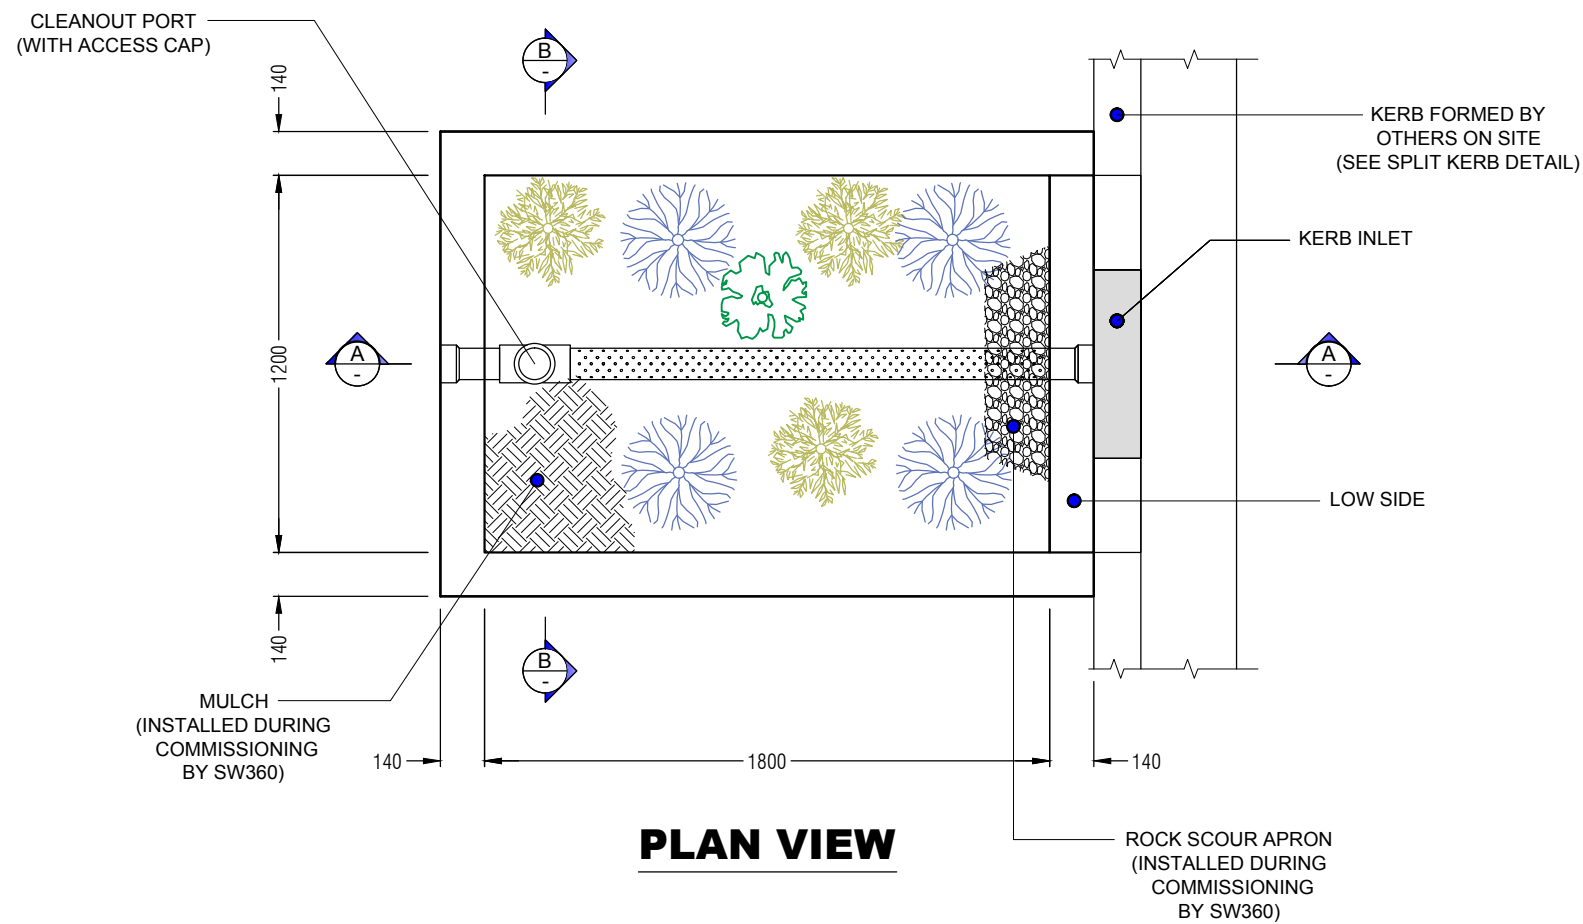 CLEANOUT PORT
(WITH ACCESS CAP)
B
-
140
KERB FORMED BY
OTHERS ON SITE
(SEE SPLIT KERB DETAIL)
KERB INLET
A
-
1200
A
-
LOW SIDE
140
B
-
MULCH
(INSTALLED DURING
COMMISSIONING
BY SW360)
140
1800
140
PLAN VIEW
ROCK SCOUR APRON
(INSTALLED DURING
COMMISSIONING
BY SW360)